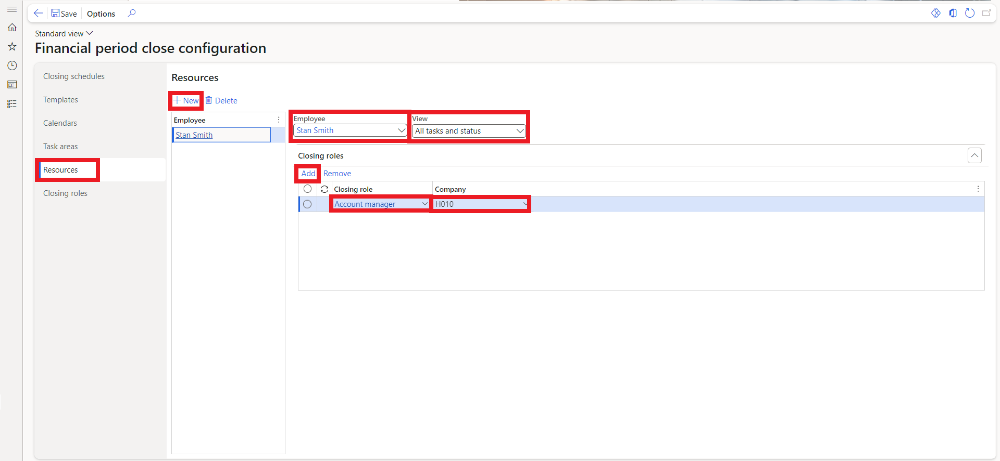 Save Options
Standard view
Financial period close configuration
Closing schedules
Templates
Calendars
Task areas
Resources
Closing roles
Resources
New Delete
Employee
Stan Smith
Employee View
Stan Smith All tasks and status
Closing roles
Add Remove
Closing role Company
Account manager H010